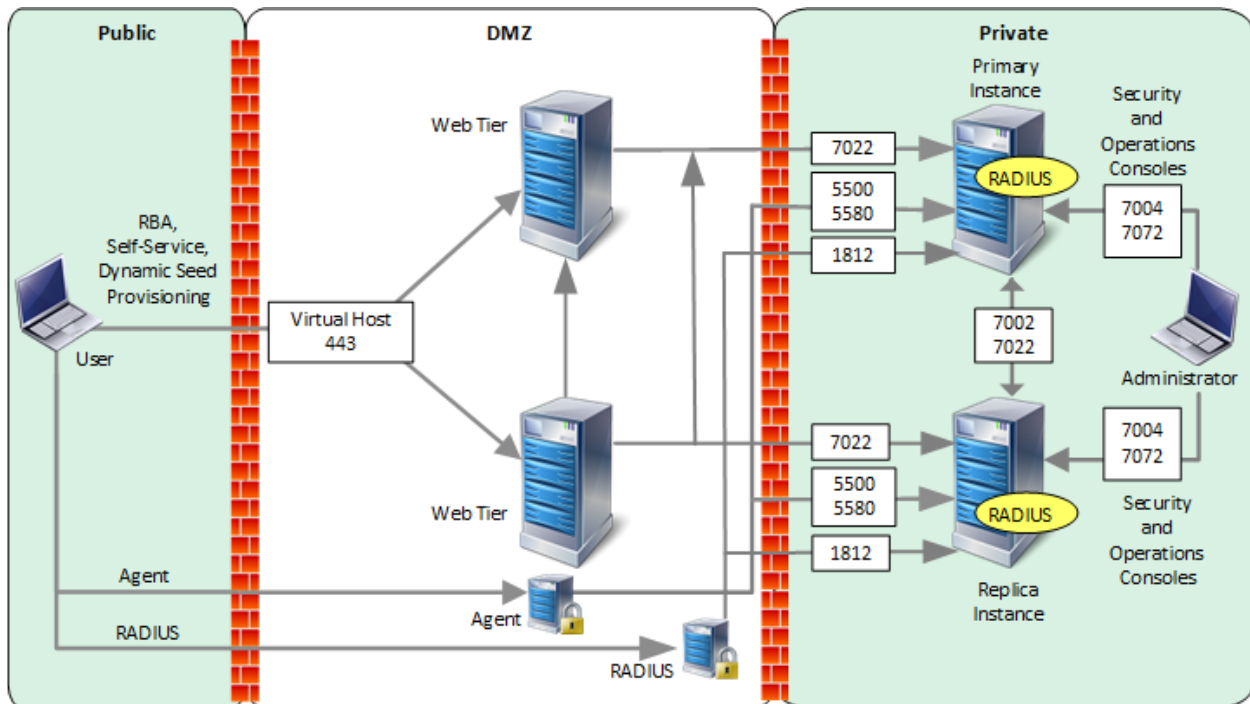 Public
DMZ
Private
Primary
Instance
Security
and
Operations
Consoles
Web Tier
7022
RADIUS
5500
5580
7004
7072
RBA,
Self-Service,
Dynamic Seed
Provisioning
1812
Virtual Host
443
7002
7022
User
Administrator
7022
7004
7072
5500
5580
Web Tier
RADIUS
Security
and
Operations
Consoles
1812
Agent
Replica
Instance
Agent
RADIUS
RADIUS